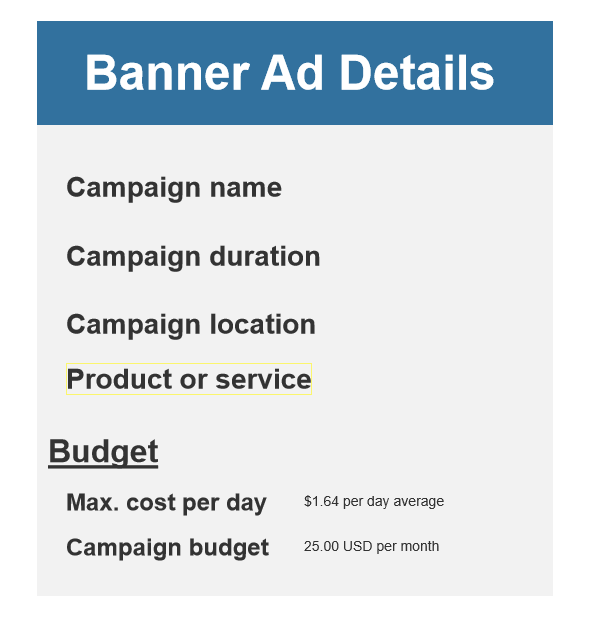 Banner Ad Details
Campaign name
Campaign duration
Campaign location
Product or service
Budget
Max. cost per day $1.64 per day average
Campaign budget 25.00 USD per month